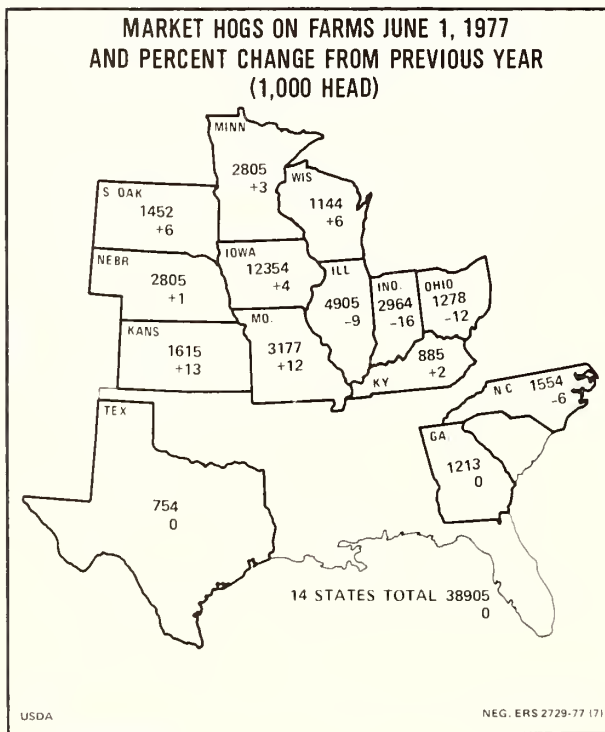 MARKET HOGS ON FARMS JUNE 1, 1977
AND PERCENT CHANGE FROM PREVIOUS YEAR
(1,000 HEAD)
MINN
2805
+3
WIS
1144
+6
S OAK
1452
+6
NEBR
2805
+1
IOWA
12354
+4
ILL
4905
-9
IND.
2964
-16
OHIO
1278
-12
KANS
1615
+13
MO.
3177
+12
885
+2
KY
N C 1554
-6
TEX
754
0
GA.
1213
0
14 STATES TOTAL 38905
0
USDA
NEG. ERS 2729-77 (7)